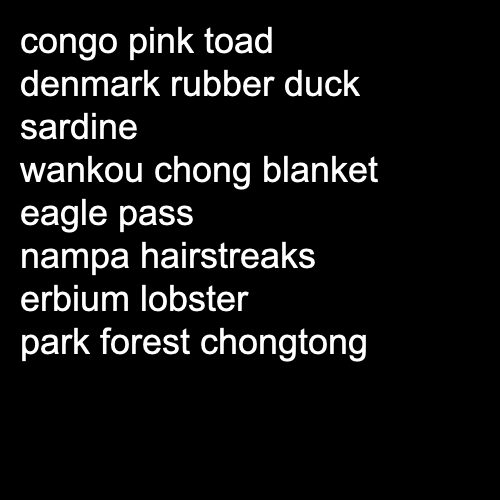 congo pink toad
denmark rubber duck
sardine
wankou chong blanket
eagle pass
nampa hairstreaks
erbium lobster
park forest chongtong